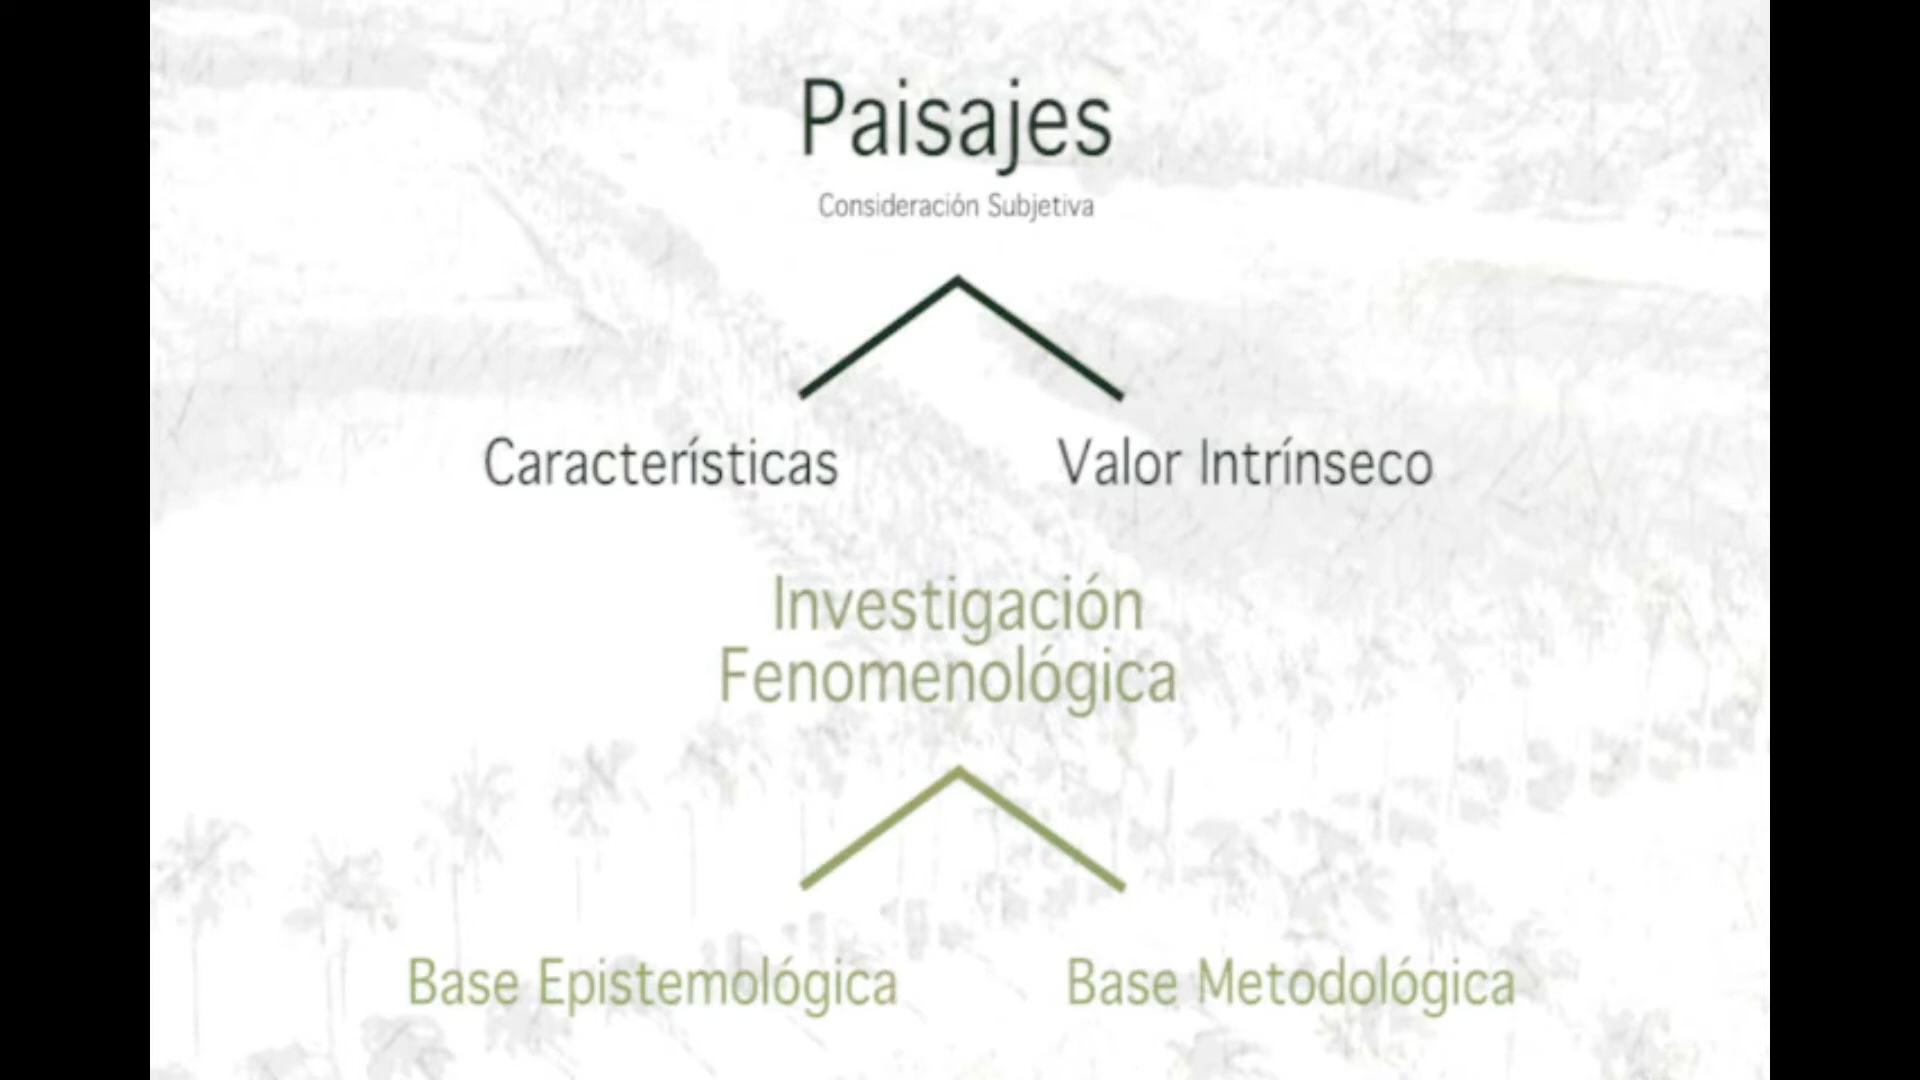 Paisajes
Consideración Subjetiva
Características
Valor Intrínseco
Investigación
Fenomenológica
Base Epistemológica
Base Metodológica